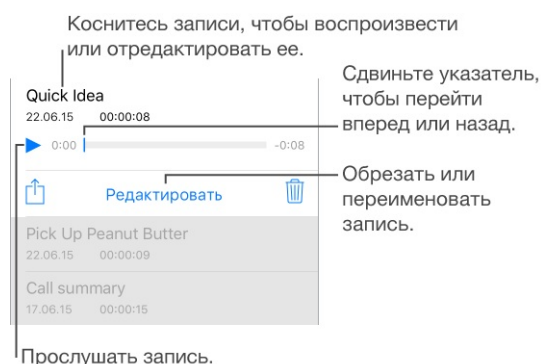 Коснитесь записи, чтобы воспроизвести
или отредактировать ее.
Quick Idea
22.06.15 00:00:08
0:00 -0:08
Сдвиньте указатель,
чтобы перейти
вперед или назад.
Редактировать
Обрезать или
переименовать
запись.
Pick Up Peanut Butter
22.06.15 00:00:09
Call summary
17.06.15 00:00:15
Прослушать запись.